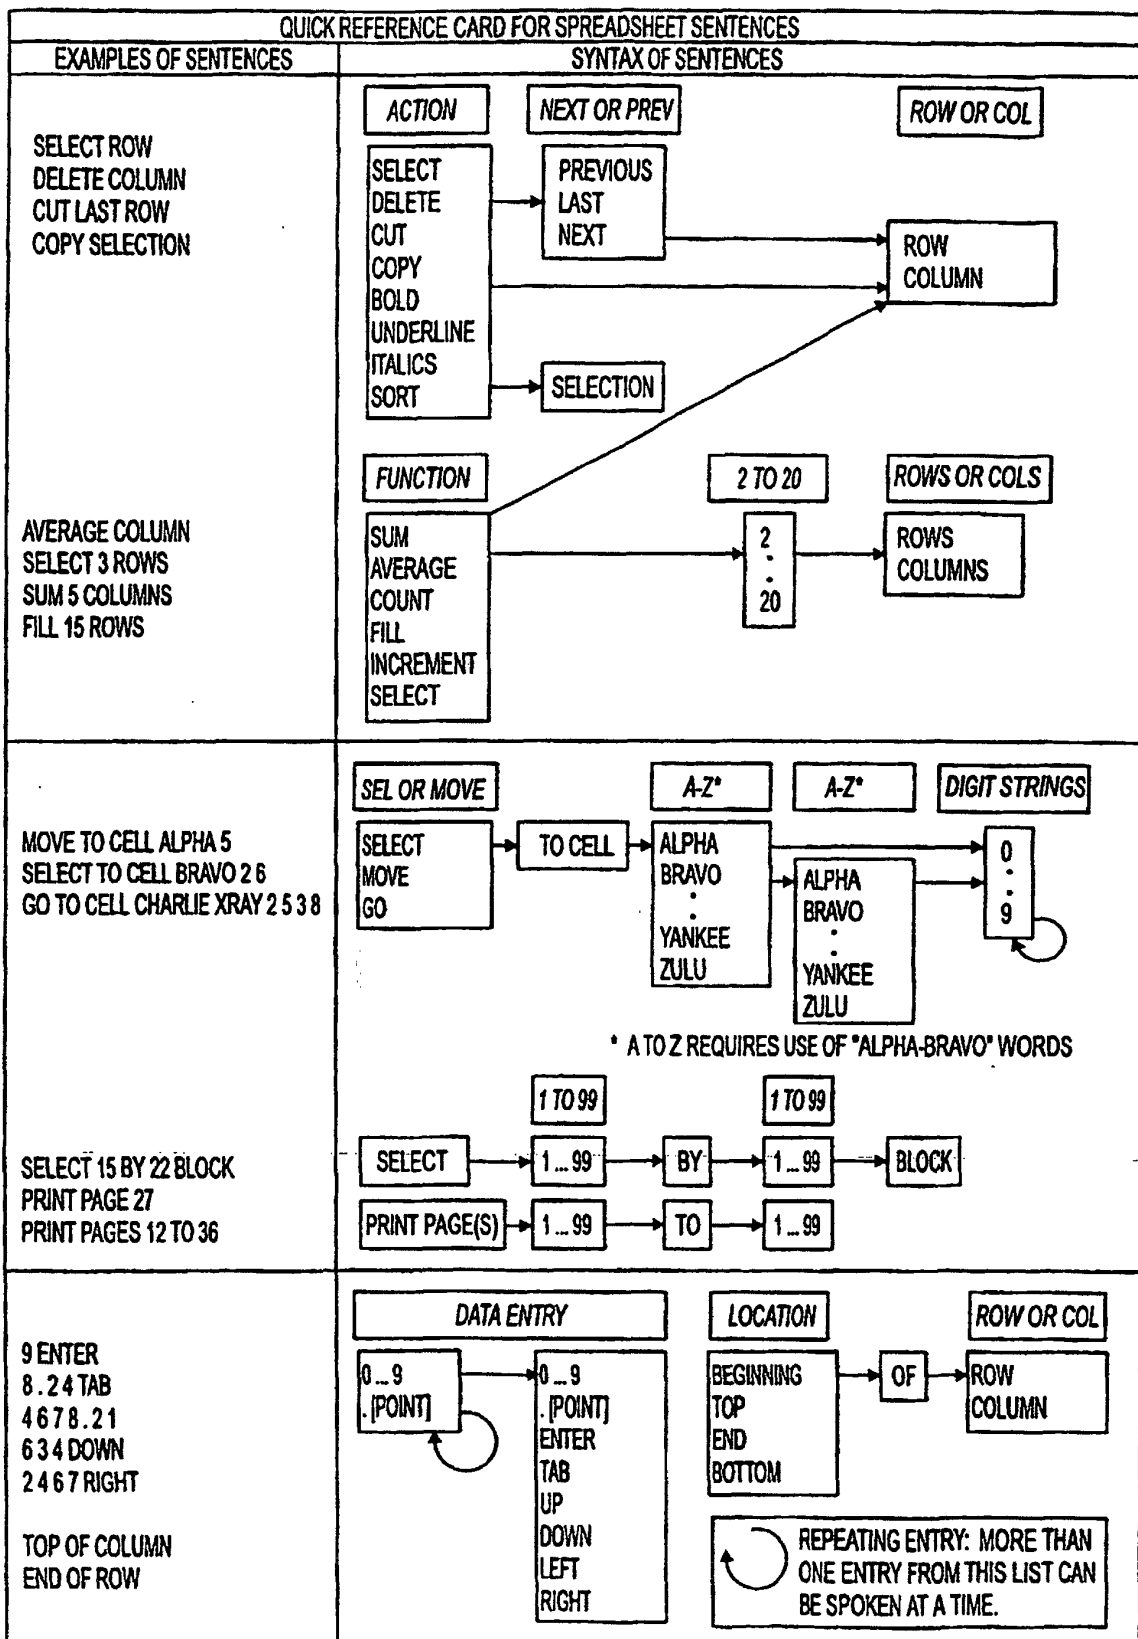 QUICK REFERENCE CARD FOR SPREADSHEET SENTENCES
EXAMPLES OF SENTENCES
SYNTAX OF SENTENCES
SELECT ROW
DELETE COLUMN
CUT LAST ROW
COPY SELECTION
ACTION
NEXT OR PREV
ROW OR COL
SELECT
DELETE
CUT
COPY
BOLD
UNDERLINE
ITALICS
SORT
PREVIOUS
LAST
NEXT
SELECTION
ROW
COLUMN
AVERAGE COLUMN
SELECT 3 ROWS
SUM 5 COLUMNS
FILL 15 ROWS
FUNCTION
2 TO 20
ROWS OR COLS
SUM
AVERAGE
COUNT
FILL
INCREMENT
SELECT
2
.
.
20
ROWS
COLUMNS
MOVE TO CELL ALPHA 5
SELECT TO CELL BRAVO 2 6
GO TO CELL CHARLIE XRAY 2 5 3 8
SEL OR MOVE
A-Z*
A-Z*
DIGIT STRINGS
SELECT
MOVE
GO
TO CELL
ALPHA
BRAVO
.
.
YANKEE
ZULU
ALPHA
BRAVO
.
.
YANKEE
ZULU
0
.
.
9
* A TO Z REQUIRES USE OF "ALPHA-BRAVO" WORDS
1 TO 99
1 TO 99
SELECT 15 BY 22 BLOCK
PRINT PAGE 27
PRINT PAGES 12 TO 36
SELECT
1 ... 99
BY
1 ... 99
BLOCK
PRINT PAGE(S)
1 ... 99
TO
1 ... 99
9 ENTER
8 . 24 TAB
4 6 7 8 . 2 1
6 3 4 DOWN
2 4 6 7 RIGHT
TOP OF COLUMN
END OF ROW
DATA ENTRY
LOCATION
ROW OR COL
0 ... 9
. [POINT]
0 ... 9
. [POINT]
ENTER
TAB
UP
DOWN
LEFT
RIGHT
BEGINNING
TOP
END
BOTTOM
OF
ROW
COLUMN
REPEATING ENTRY: MORE THAN
ONE ENTRY FROM THIS LIST CAN
BE SPOKEN AT A TIME.